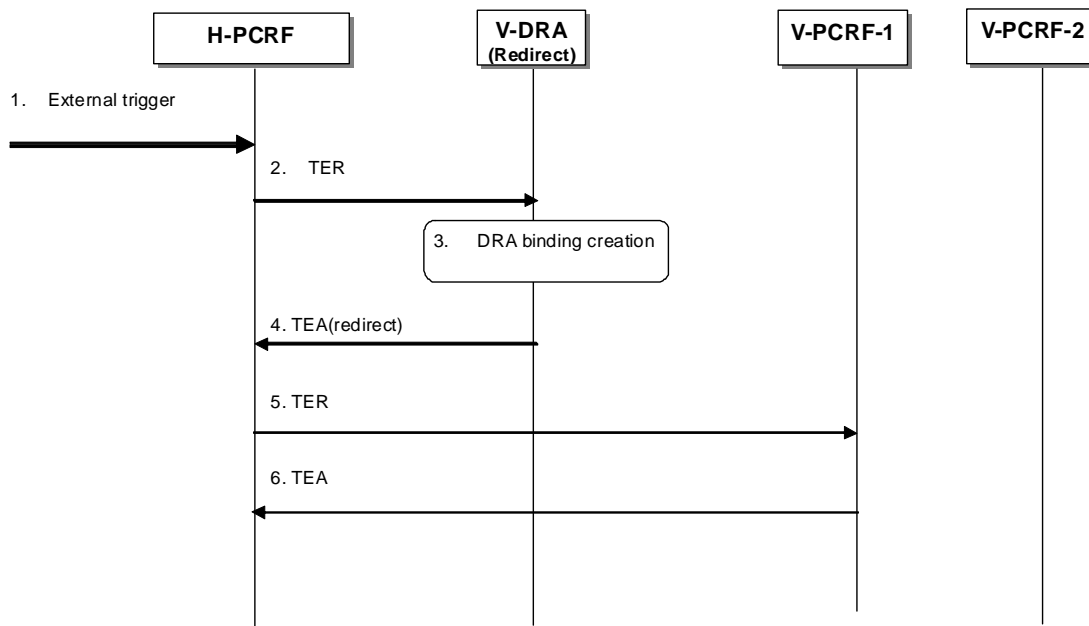 H-PCRF
V-DRA
(Redirect)
V-PCRF-1
V-PCRF-2
1. External trigger
2. TER
3. DRA binding creation
4. TEA(redirect)
5. TER
6. TEA